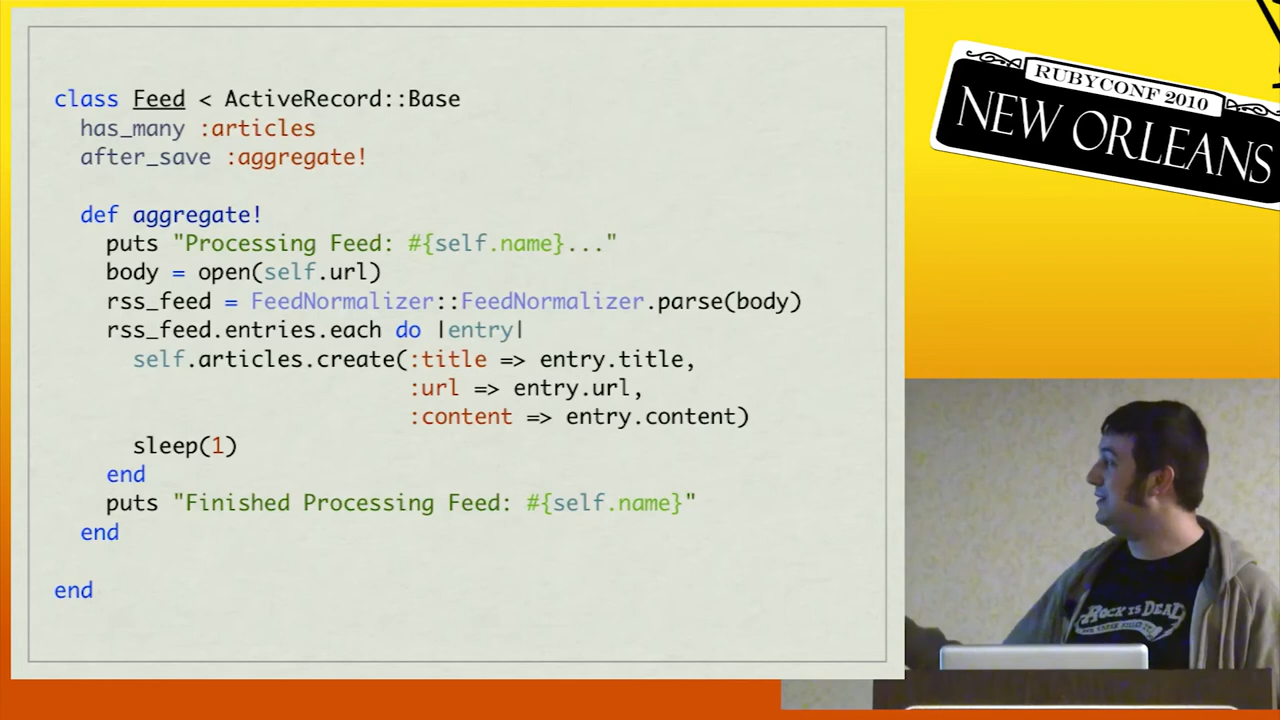 class Feed < ActiveRecord::Base
  has_many :articles
  after_save :aggregate!

  def aggregate!
    puts "Processing Feed: #{self.name}..."
    body = open(self.url)
    rss_feed = FeedNormalizer::FeedNormalizer.parse(body)
    rss_feed.entries.each do |entry|
      self.articles.create(:title => entry.title,
                           :url => entry.url,
                           :content => entry.content)
      sleep(1)
    end
    puts "Finished Processing Feed: #{self.name}"
  end

end
RUBYCONF 2010
NEW ORLEANS
ROCK IS DEAD